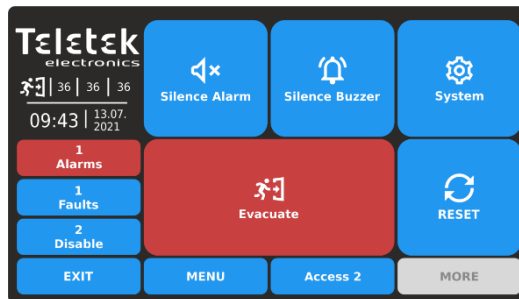 Teletek
electronics
36 | 36 | 36
09:43 | 13.07.
2021
1
Alarms
1
Faults
2
Disable
EXIT
Silence Alarm
Silence Buzzer
System
Evacuate
RESET
MENU
Access 2
MORE